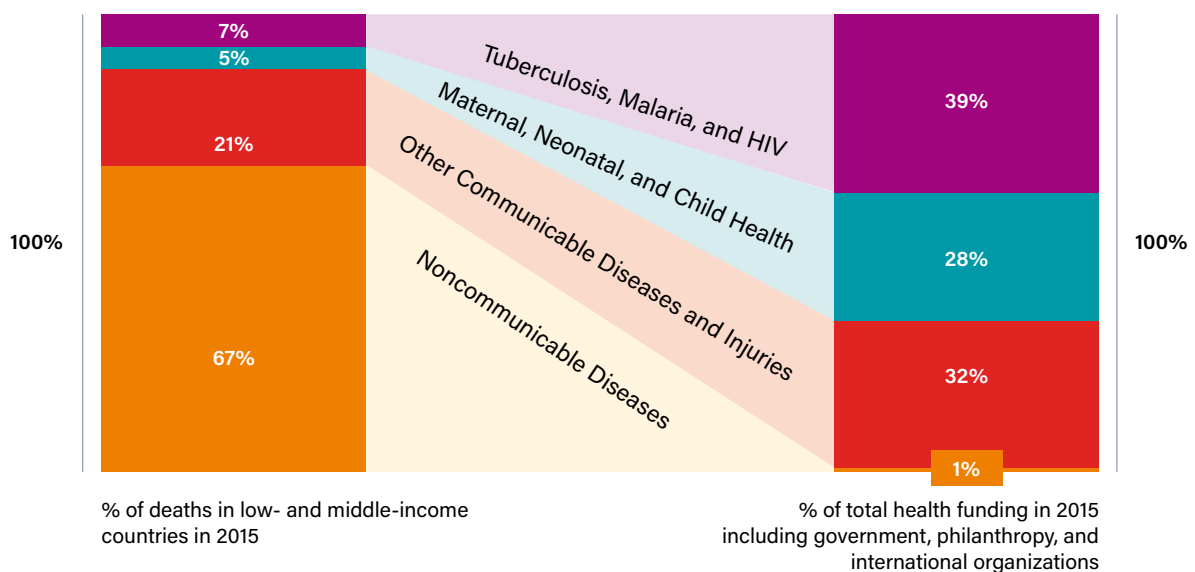 7%
5%
21%
67%
100%
Tuberculosis, Malaria, and HIV
Maternal, Neonatal, and Child Health
Other Communicable Diseases and Injuries
Noncommunicable Diseases
39%
28%
32%
1%
100%
% of deaths in low- and middle-income
countries in 2015
% of total health funding in 2015
including government, philanthropy, and
international organizations